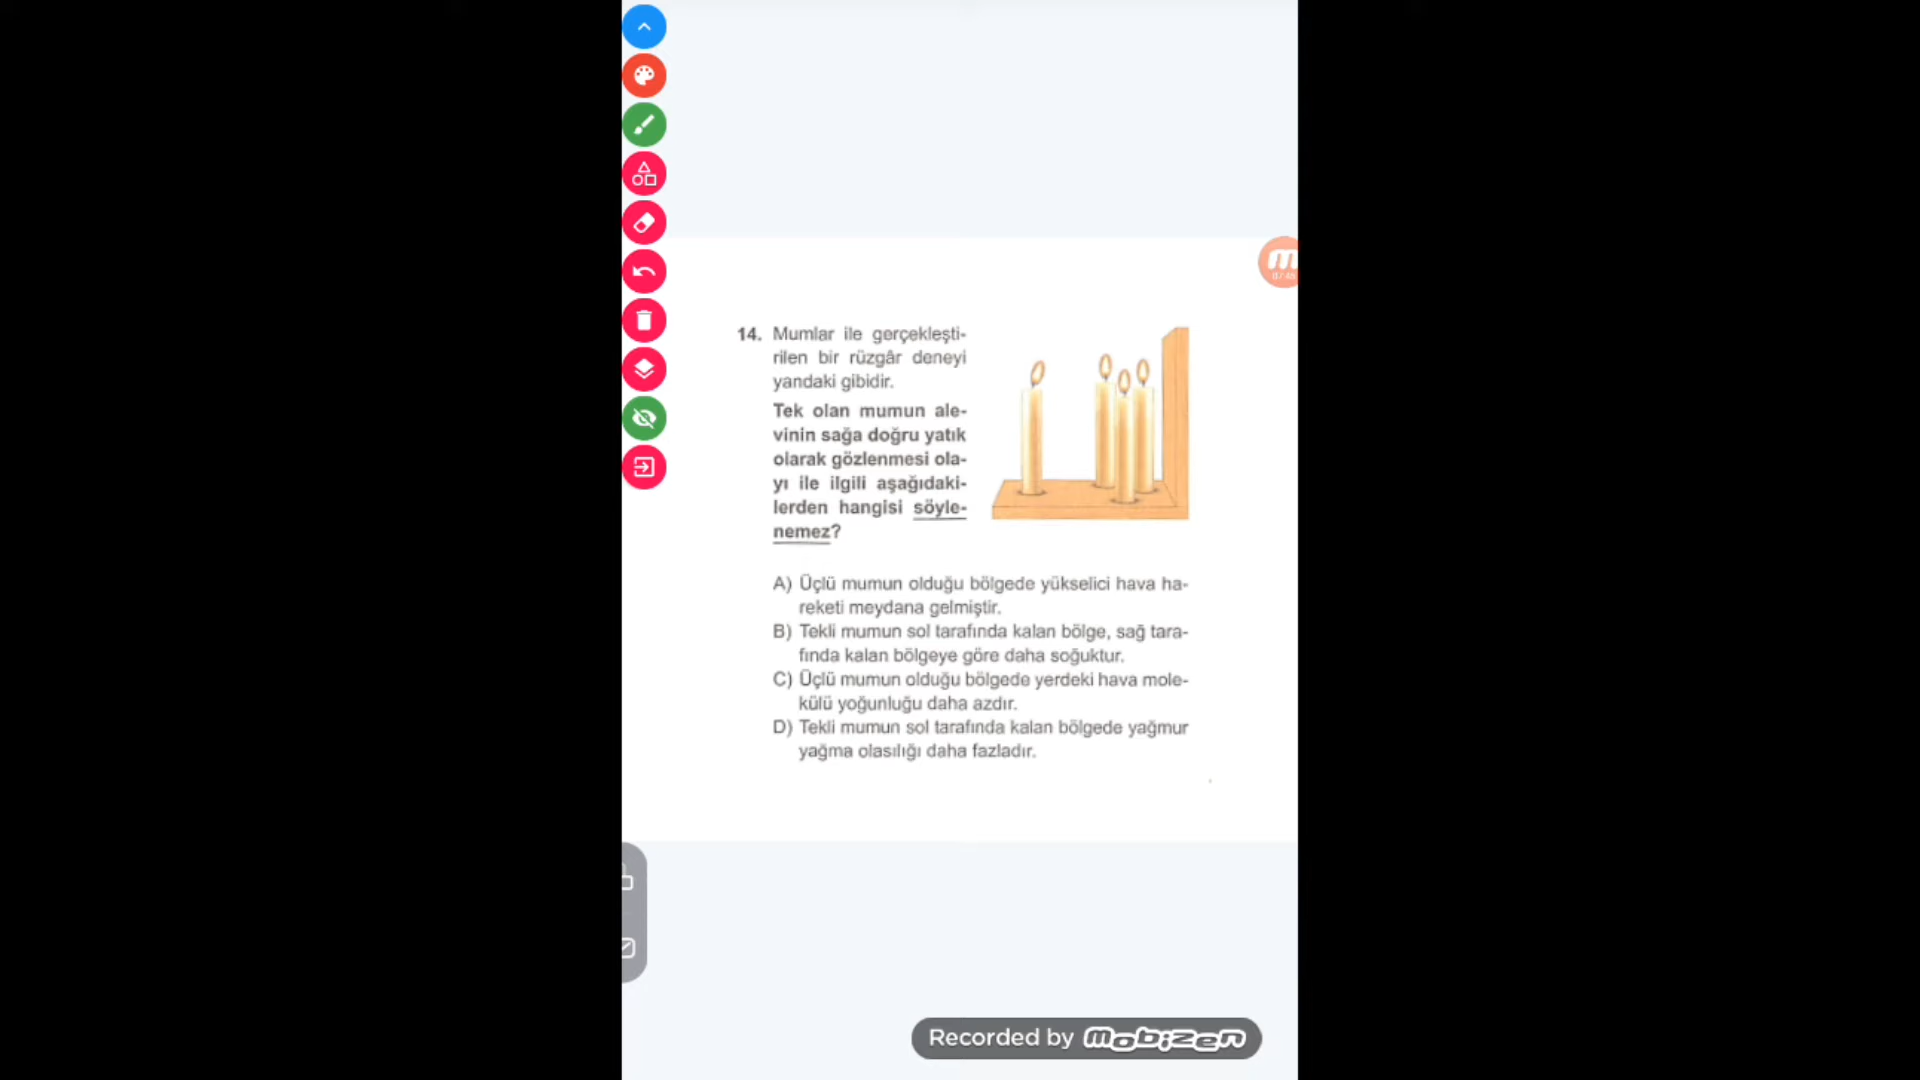 14. Mumlar ile gerçekleşti-
rilen bir rüzgâr deneyi
yandaki gibidir.
Tek olan mumun ale-
vinin sağa doğru yatık
olarak gözlenmesi ola-
yı ile ilgili aşağıdaki-
lerden hangisi söyle-
nemez?
A) Üçlü mumun olduğu bölgede yükselici hava ha-
reketi meydana gelmiştir.
B) Tekli mumun sol tarafında kalan bölge, sağ tara-
fında kalan bölgeye göre daha soğuktur.
C) Üçlü mumun olduğu bölgede yerdeki hava mole-
külü yoğunluğu daha azdır.
D) Tekli mumun sol tarafında kalan bölgede yağmur
yağma olasılığı daha fazladır.
Recorded by mobizen